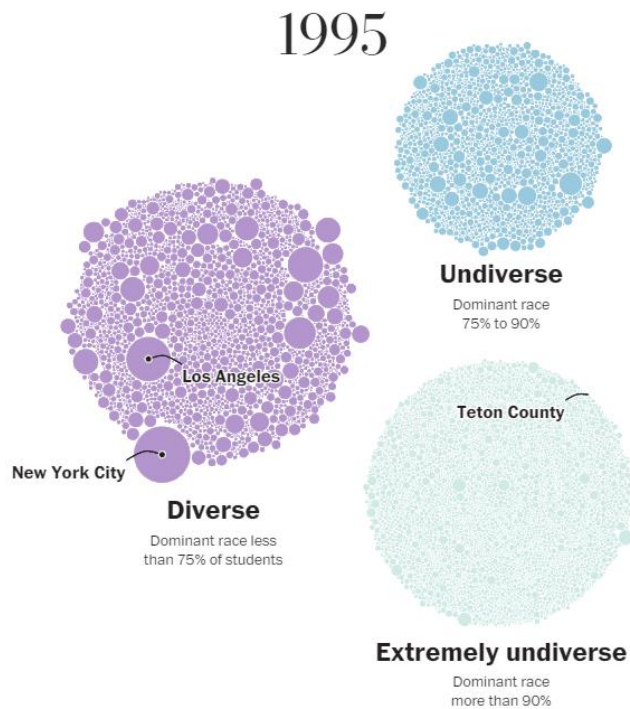 1995
Undiverse
Dominant race
75% to 90%
Los Angeles
Teton County
New York City
Diverse
Dominant race less
than 75% of students
Extremely undiverse
Dominant race
more than 90%